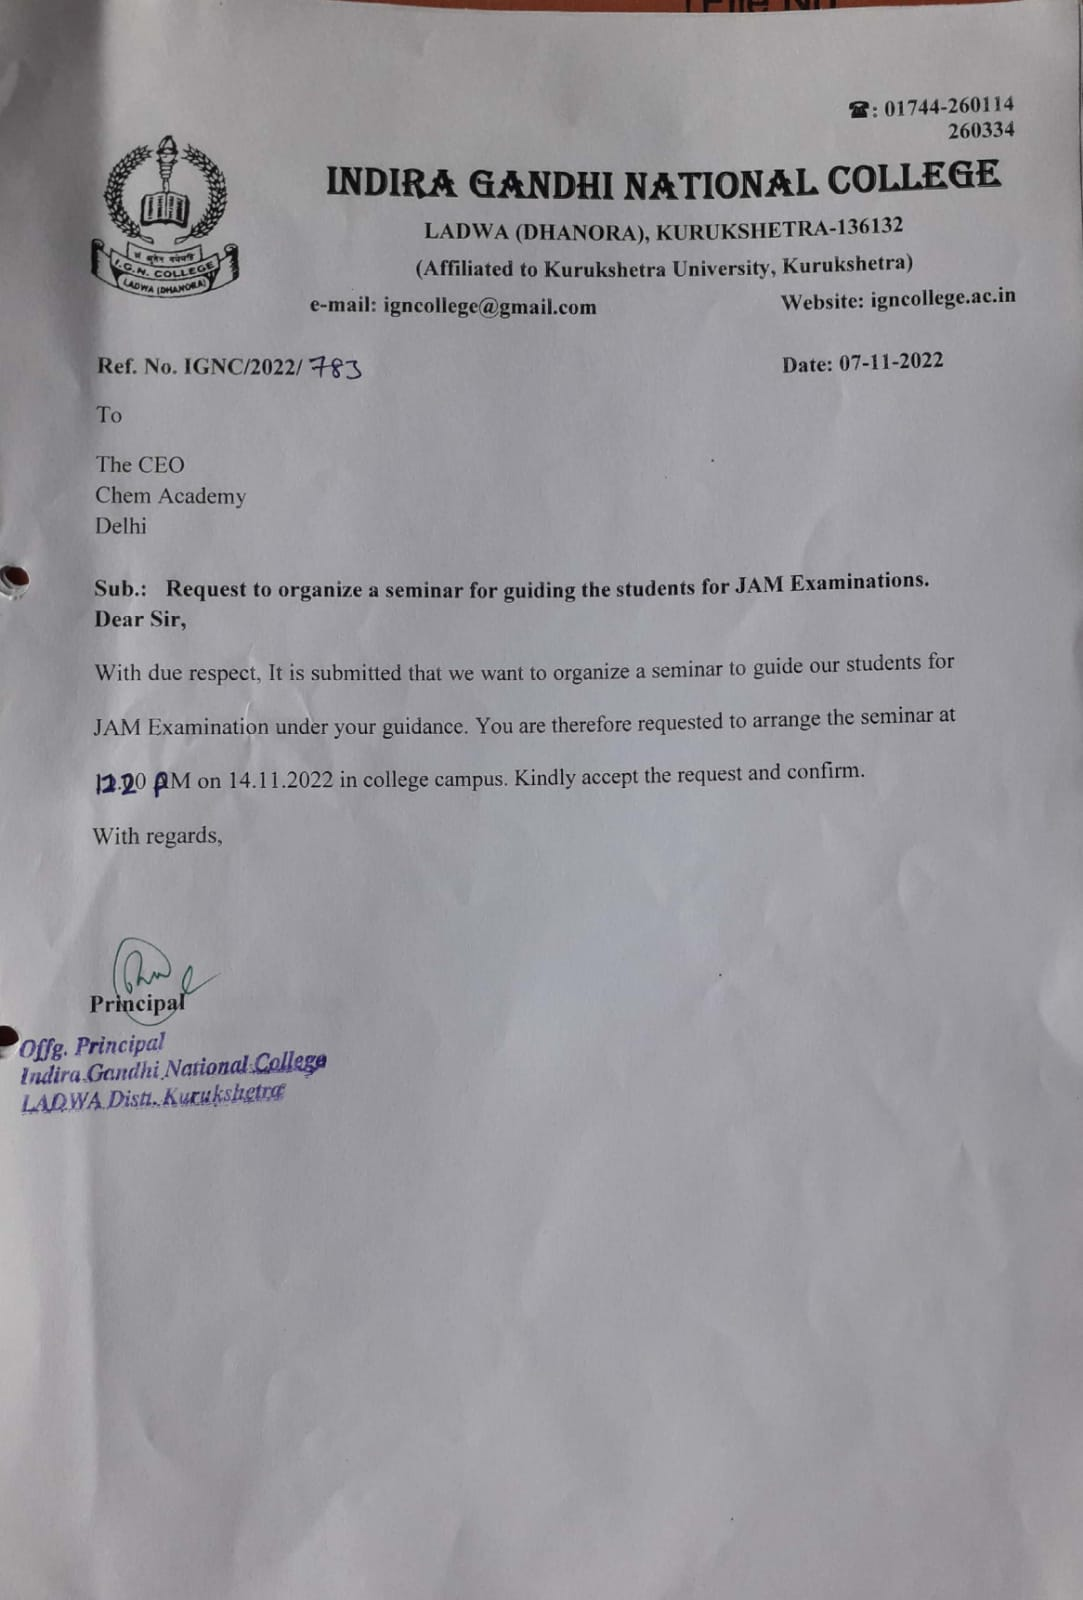 ☎: 01744-260114
260334
INDIRA GANDHI NATIONAL COLLEGE
LADWA (DHANORA), KURUKSHETRA-136132
(Affiliated to Kurukshetra University, Kurukshetra)
e-mail: igncollege@gmail.com
Website: igncollege.ac.in
I.G.N. COLLEGE
LADWA (DHANORA)
Ref. No. IGNC/2022/783
Date: 07-11-2022
To
The CEO
Chem Academy
Delhi
Sub.: Request to organize a seminar for guiding the students for JAM Examinations.
Dear Sir,
With due respect, It is submitted that we want to organize a seminar to guide our students for
JAM Examination under your guidance. You are therefore requested to arrange the seminar at
12.20 PM on 14.11.2022 in college campus. Kindly accept the request and confirm.
With regards,
Principal
Offg. Principal
Indira Gandhi National College
LADWA Distt. Kurukshetra